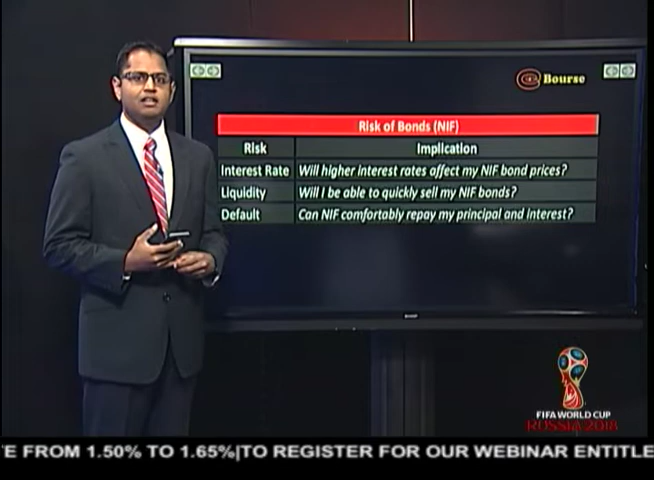 Bourse
Risk of Bonds (NIF)
Risk Implication
Interest Rate Will higher interest rates affect my NIF bond prices?
Liquidity Will I be able to quickly sell my NIF bonds?
Default Can NIF comfortably repay my principal and interest?
SHARP
FIFA WORLD CUP
RUSSIA 2018
E FROM 1.50% TO 1.65%|TO REGISTER FOR OUR WEBINAR ENTITLE